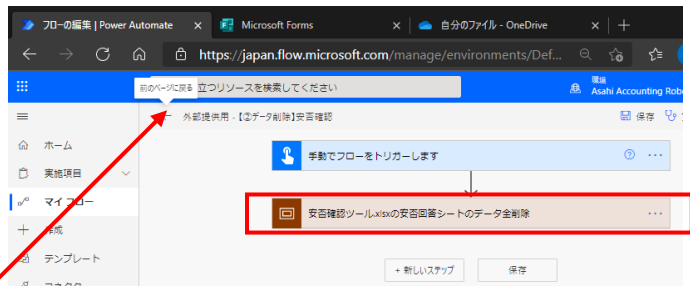 フローの編集 | Power Automate
Microsoft Forms
自分のファイル - OneDrive
https://japan.flow.microsoft.com/manage/environments/Def...
前のページに戻る
立つリソースを検索してください
環境
Asahi Accounting Robo
外部提供用 -【②データ削除】安否確認
保存
ホーム
実施項目
マイ フロー
作成
テンプレート
コネクタ
手動でフローをトリガーします
安否確認ツール.xlsxの安否回答シートのデータ全削除
+ 新しいステップ
保存